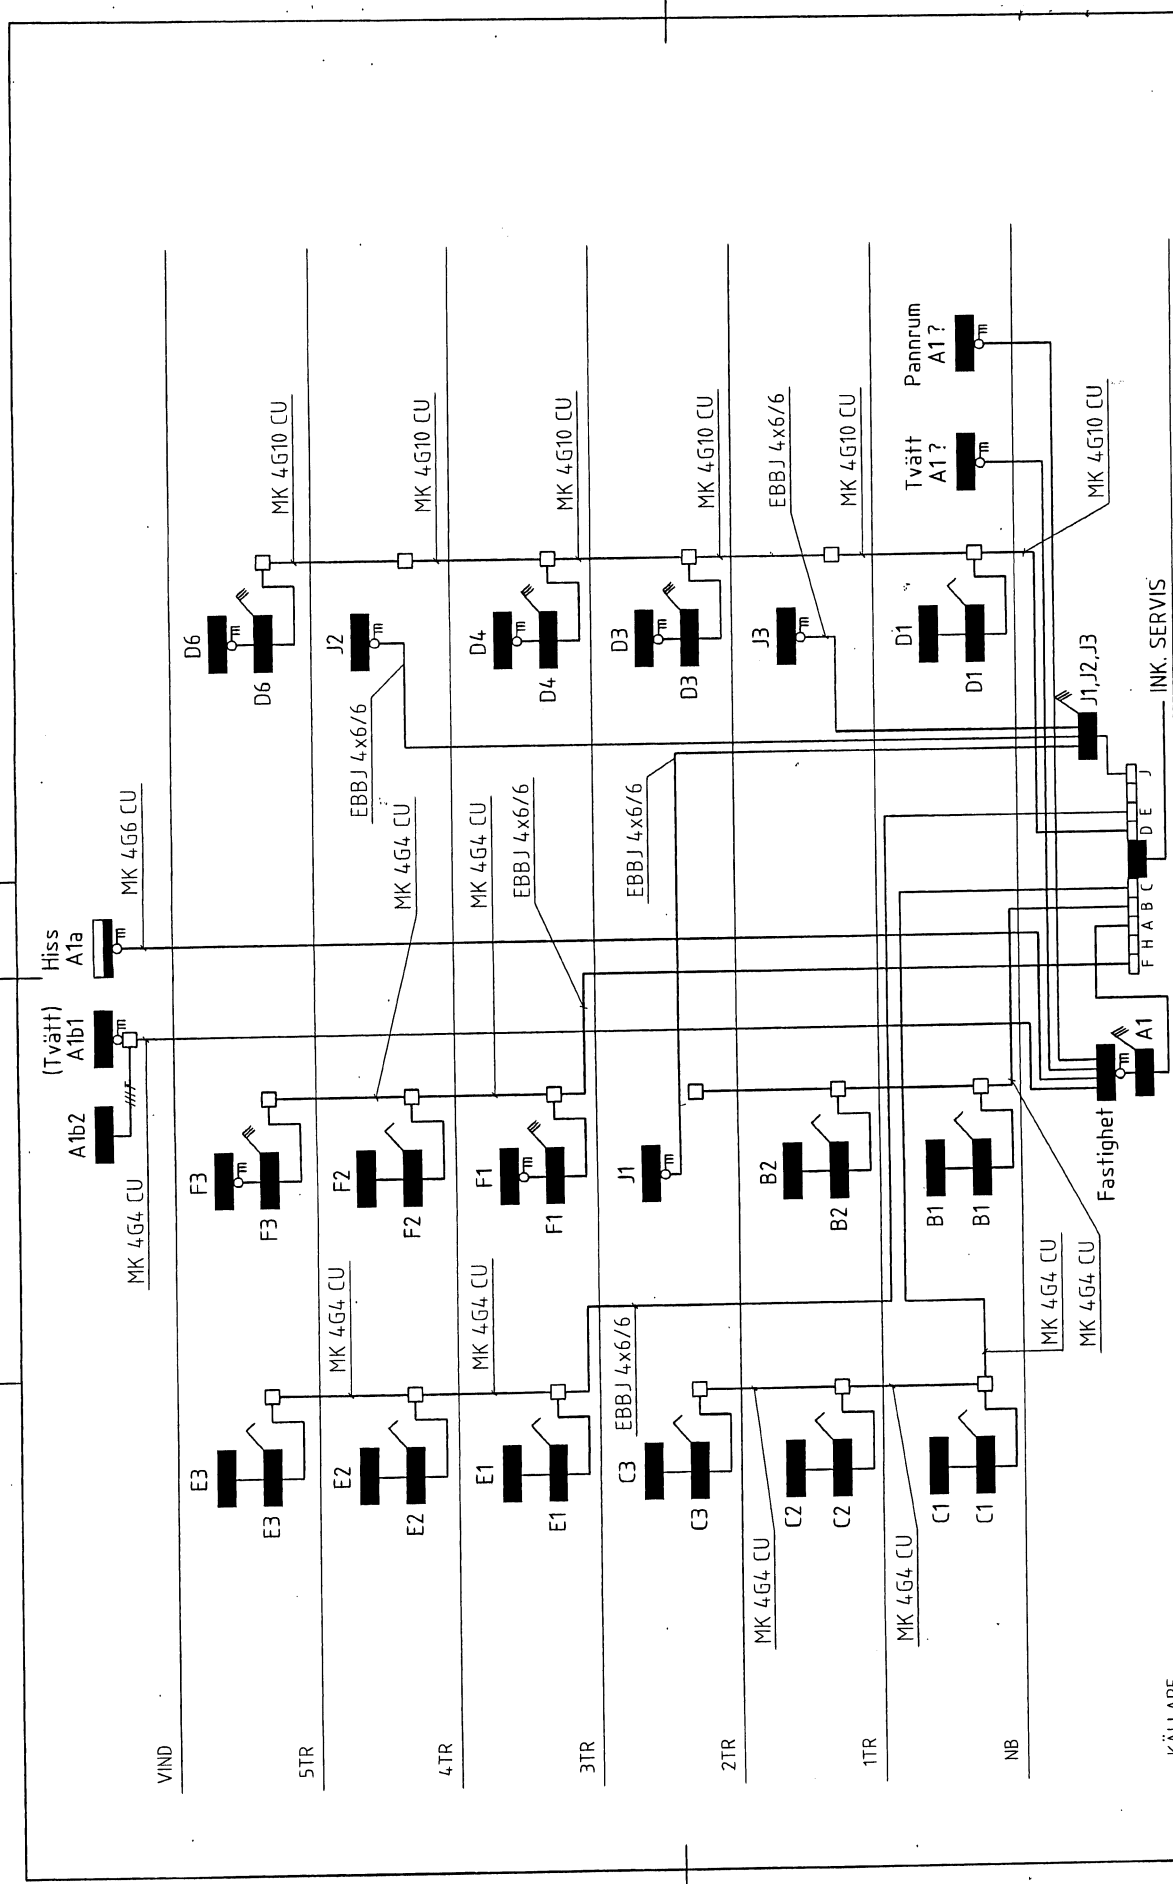 VIND
5TR
4TR
3TR
2TR
1TR
NB
A1b2
(Tvätt)
A1b1
Hiss
A1a
MK 4G4 CU
MK 4G6 CU
E3
E3
F3
F3
D6
D6
MK 4G4 CU
MK 4G4 CU
MK 4G10 CU
E2
E2
F2
F2
J2
EBBJ 4x6/6
MK 4G10 CU
MK 4G4 CU
MK 4G4 CU
E1
E1
F1
F1
EBBJ 4x6/6
D4
D4
MK 4G10 CU
EBBJ 4x6/6
C3
C3
J1
EBBJ 4x6/6
D3
D3
MK 4G10 CU
MK 4G4 CU
C2
C2
B2
B2
J3
EBBJ 4x6/6
MK 4G10 CU
MK 4G4 CU
C1
C1
B1
B1
D1
D1
Tvätt
A1 ?
Pannrum
A1 ?
MK 4G4 CU
MK 4G4 CU
MK 4G10 CU
Fastighet
A1
J1,J2,J3
F H A B C D E J
INK. SERVIS